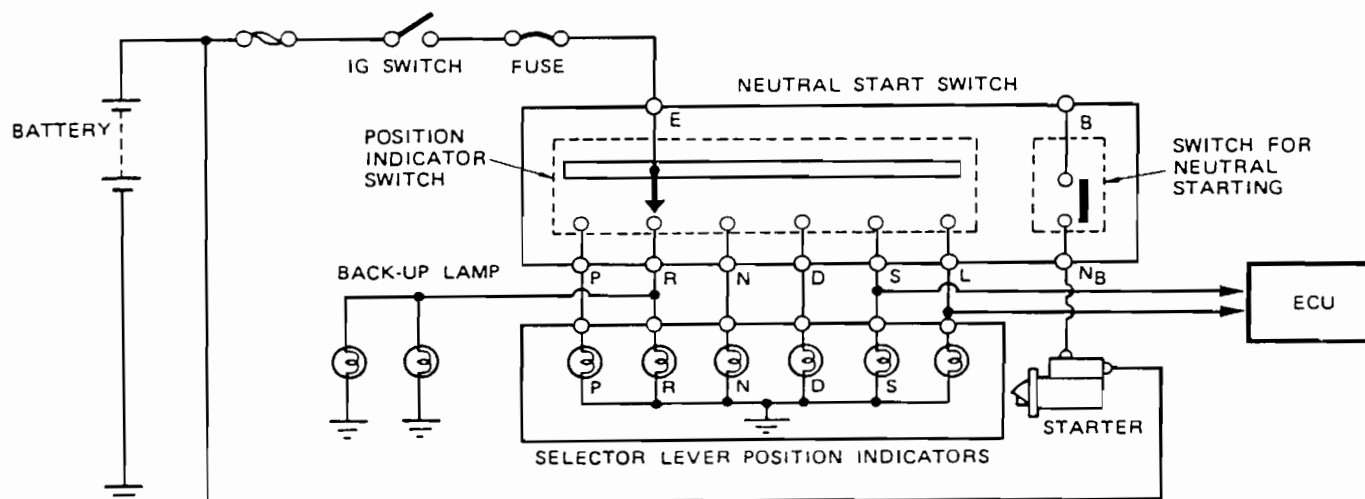 IG SWITCH
FUSE
NEUTRAL START SWITCH
BATTERY
E
B
POSITION
INDICATOR
SWITCH
SWITCH FOR
NEUTRAL
STARTING
BACK-UP LAMP
P
R
N
D
S
L
NB
ECU
P
R
N
D
S
STARTER
SELECTOR LEVER POSITION INDICATORS